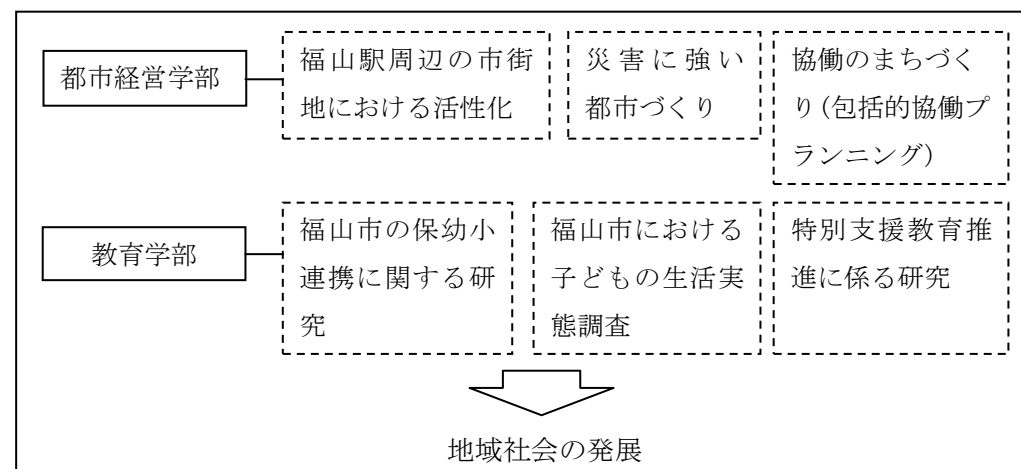 都市経営学部
福山駅周辺の市街
地における活性化
災害に強い
都市づくり
協働のまちづく
り(包括的協働プ
ランニング)
教育学部
福山市の保幼小
連携に関する研
究
福山市における
子どもの生活実
態調査
特別支援教育推
進に係る研究
地域社会の発展